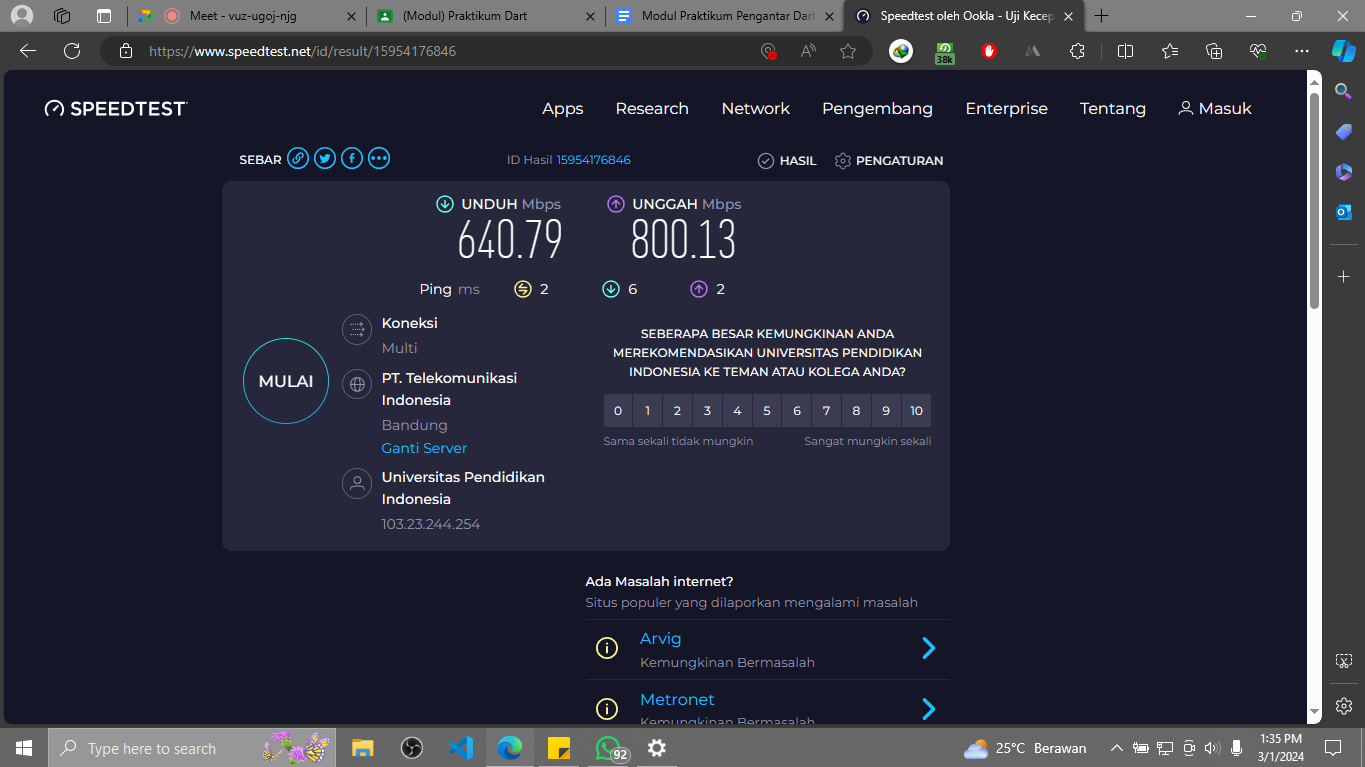 Meet - vuz-ugoj-njg
(Modul) Praktikum Dart
Modul Praktikum Pengantar Dart
Speedtest oleh Ookla - Uji Kecep
https://www.speedtest.net/id/result/15954176846
38k
SPEEDTEST
Apps Research Network Pengembang Enterprise Tentang Masuk
SEBAR
ID Hasil 15954176846
HASIL PENGATURAN
UNDUH Mbps
640.79
UNGGAH Mbps
800.13
Ping ms 2 6 2
MULAI
Koneksi
Multi
PT. Telekomunikasi
Indonesia
Bandung
Ganti Server
Universitas Pendidikan
Indonesia
103.23.244.254
SEBERAPA BESAR KEMUNGKINAN ANDA
MEREKOMENDASIKAN UNIVERSITAS PENDIDIKAN
INDONESIA KE TEMAN ATAU KOLEGA ANDA?
0 1 2 3 4 5 6 7 8 9 10
Sama sekali tidak mungkin Sangat mungkin sekali
Ada Masalah internet?
Situs populer yang dilaporkan mengalami masalah
Arvig
Kemungkinan Bermasalah
Metronet
Kemungkinan Bermasalah
Type here to search
92
25°C Berawan
1:35 PM
3/1/2024